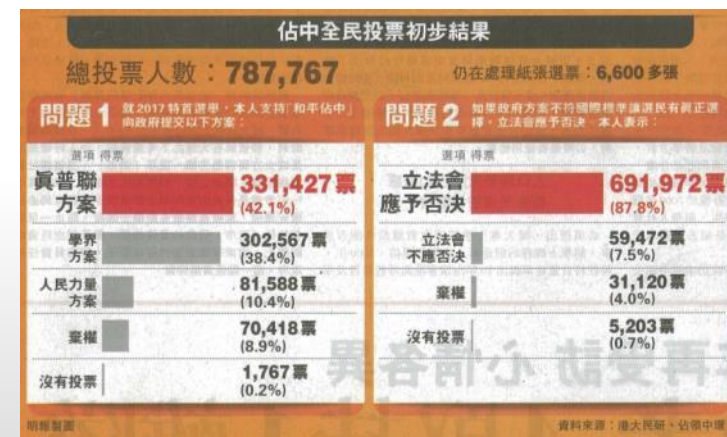 佔中全民投票初步結果
總投票人數：787,767
仍在處理紙張選票：6,600多張
問題1 就2017特首選舉，本人支持「和平佔中」
向政府提交以下方案：
選項 得票
眞普聯
方案
331,427票
(42.1%)
學界
方案
302,567票
(38.4%)
人民力量
方案
81,588票
(10.4%)
棄權
70,418票
(8.9%)
沒有投票
1,767票
(0.2%)
問題2 如果政府方案不符國際標準讓選民有眞正選
擇，立法會應予否決，本人表示：
選項 得票
立法會
應予否決
691,972票
(87.8%)
立法會
不應否決
59,472票
(7.5%)
棄權
31,120票
(4.0%)
沒有投票
5,203票
(0.7%)
明報製圖
資料來源：港大民研、佔領中環